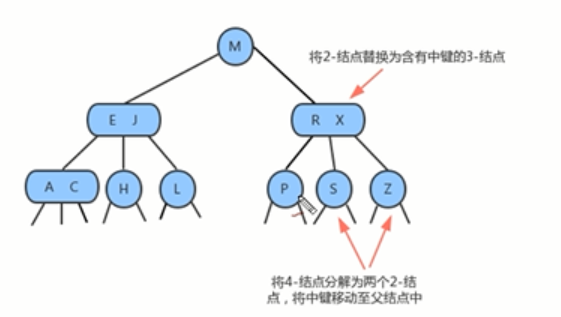 M
将2-结点替换为含有中键的3-结点
E J
R X
A C
H
L
P
S
Z
将4-结点分解为两个2-结
点，将中键移动至父结点中